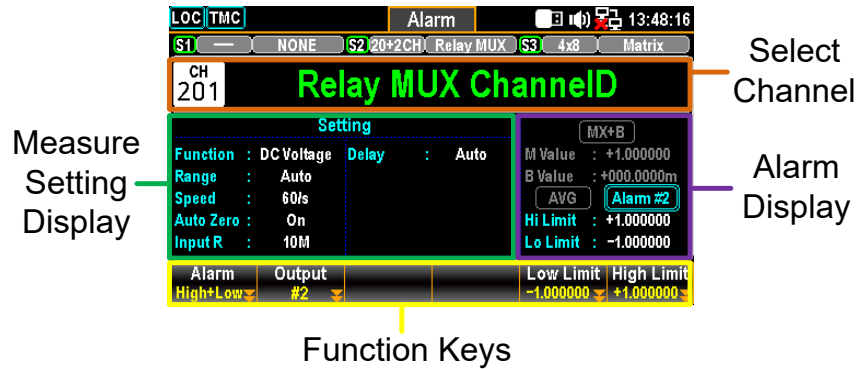 LOC TMC Alarm 13:48:16
S1 — NONE S2 20+2CH Relay MUX S3 4x8 Matrix
CH
201
Relay MUX ChannelD
Select
Channel
Setting
Function : DC Voltage Delay : Auto
Range : Auto
Speed : 60/s
Auto Zero : On
Input R : 10M
Measure
Setting
Display
MX+B
M Value : +1.000000
B Value : +000.0000m
AVG Alarm #2
Hi Limit : +1.000000
Lo Limit : -1.000000
Alarm
Display
Alarm Output Low Limit High Limit
High+Low #2 -1.000000 +1.000000
Function Keys